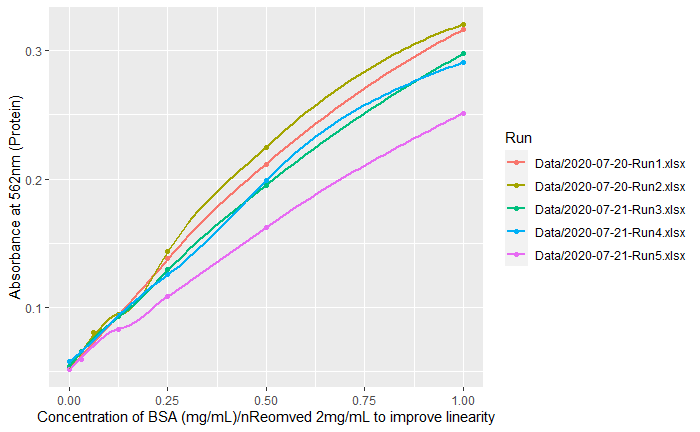 Absorbance at 562nm (Protein)
0.3
0.2
0.1
0.00
0.25
0.50
0.75
1.00
Concentration of BSA (mg/mL)/nReomved 2mg/mL to improve linearity
Run
Data/2020-07-20-Run1.xlsx
Data/2020-07-20-Run2.xlsx
Data/2020-07-21-Run3.xlsx
Data/2020-07-21-Run4.xlsx
Data/2020-07-21-Run5.xlsx